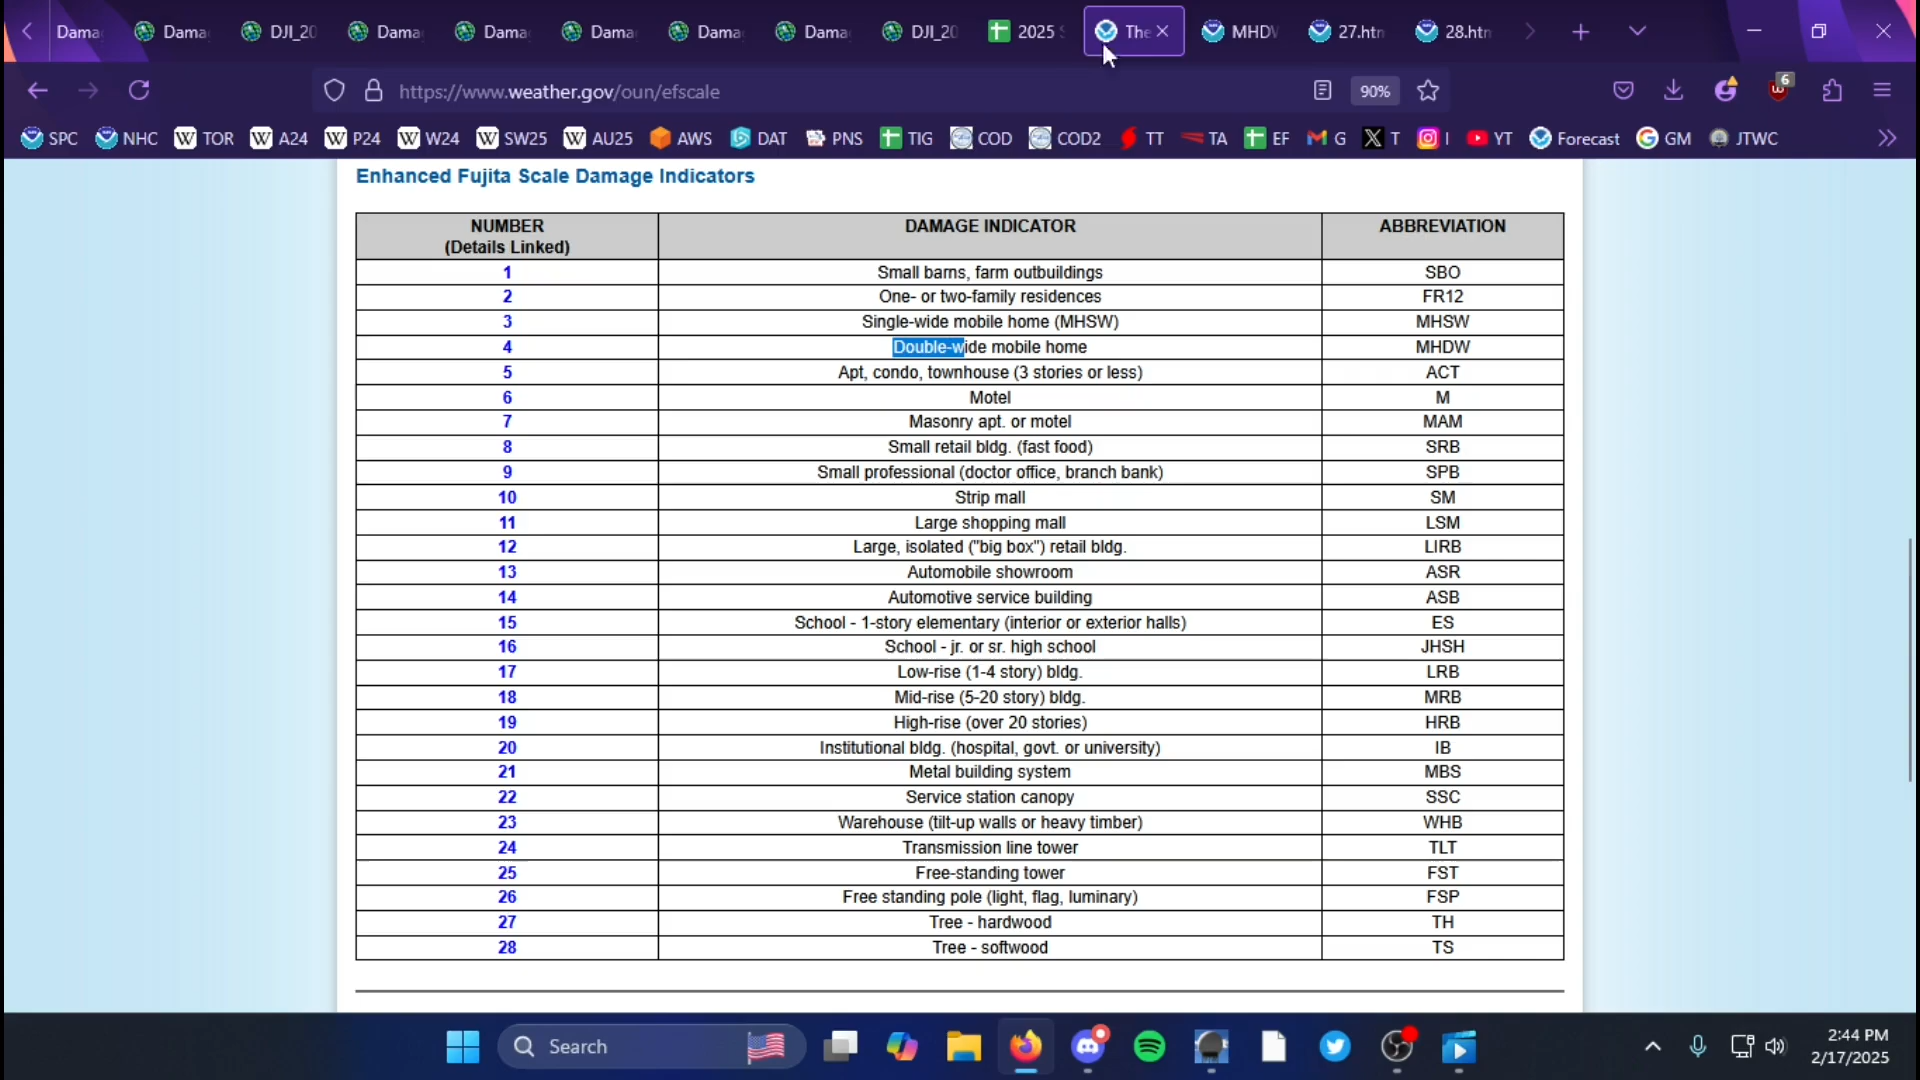 Dama
Dama
DJI_20
Dama
Dama
Dama
Dama
Dama
DJI_20
2025
The
MHDV
27.htn
28.htn
https://www.weather.gov/oun/efscale
90%
6
SPC
NHC
W TOR
W A24
W P24
W W24
W SW25
W AU25
AWS
DAT
PNS
TIG
COD
COD2
TT
TA
EF
G
T
I
YT
Forecast
GM
JTWC
Enhanced Fujita Scale Damage Indicators
NUMBER
(Details Linked)
DAMAGE INDICATOR
ABBREVIATION
1 Small barns, farm outbuildings SBO
2 One- or two-family residences FR12
3 Single-wide mobile home (MHSW) MHSW
4 Double-wide mobile home MHDW
5 Apt, condo, townhouse (3 stories or less) ACT
6 Motel M
7 Masonry apt. or motel MAM
8 Small retail bldg. (fast food) SRB
9 Small professional (doctor office, branch bank) SPB
10 Strip mall SM
11 Large shopping mall LSM
12 Large, isolated ("big box") retail bldg. LIRB
13 Automobile showroom ASR
14 Automotive service building ASB
15 School - 1-story elementary (interior or exterior halls) ES
16 School - jr. or sr. high school JHSH
17 Low-rise (1-4 story) bldg. LRB
18 Mid-rise (5-20 story) bldg. MRB
19 High-rise (over 20 stories) HRB
20 Institutional bldg. (hospital, govt. or university) IB
21 Metal building system MBS
22 Service station canopy SSC
23 Warehouse (tilt-up walls or heavy timber) WHB
24 Transmission line tower TLT
25 Free-standing tower FST
26 Free standing pole (light, flag, luminary) FSP
27 Tree - hardwood TH
28 Tree - softwood TS
Search
2:44 PM
2/17/2025